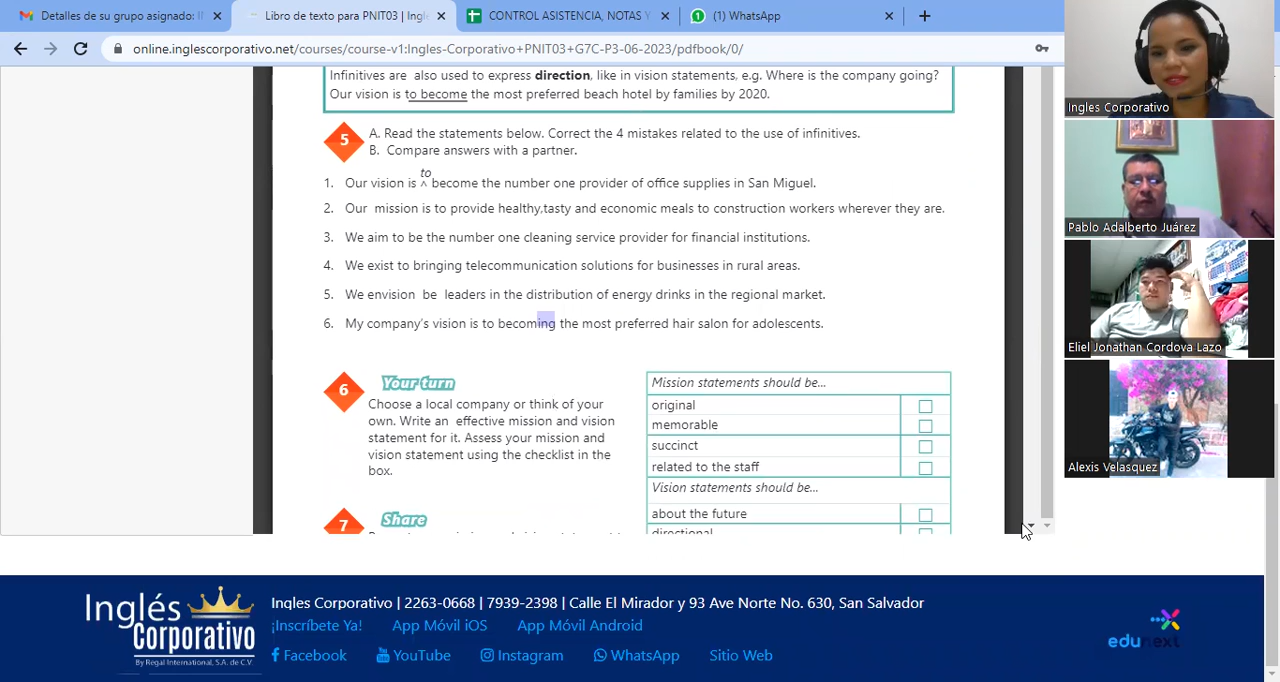 Detalles de su grupo asignado: I
Libro de texto para PNIT03 | Ingl
CONTROL ASISTENCIA, NOTAS Y
(1) WhatsApp
online.inglescorporativo.net/courses/course-v1:Ingles-Corporativo+PNIT03+G7C-P3-06-2023/pdfbook/0/
Infinitives are also used to express direction, like in vision statements, e.g. Where is the company going?
Our vision is to become the most preferred beach hotel by families by 2020.
5
A. Read the statements below. Correct the 4 mistakes related to the use of infinitives.
B. Compare answers with a partner.
to
1. Our vision is ^ become the number one provider of office supplies in San Miguel.
2. Our mission is to provide healthy,tasty and economic meals to construction workers wherever they are.
3. We aim to be the number one cleaning service provider for financial institutions.
4. We exist to bringing telecommunication solutions for businesses in rural areas.
5. We envision be leaders in the distribution of energy drinks in the regional market.
6. My company's vision is to becoming the most preferred hair salon for adolescents.
6
Your turn
Choose a local company or think of your
own. Write an effective mission and vision
statement for it. Assess your mission and
vision statement using the checklist in the
box.
Mission statements should be...
original
memorable
succinct
related to the staff
Vision statements should be...
about the future
directional
7
Share
Ingles Corporativo
Pablo Adalberto Juárez
Eliel Jonathan Cordova Lazo
Alexis Velasquez
Inglés
Corporativo
By Regal International, S.A. de C.V.
Ingles Corporativo | 2263-0668 | 7939-2398 | Calle El Mirador y 93 Ave Norte No. 630, San Salvador
¡Inscríbete Ya! App Móvil iOS App Móvil Android
Facebook YouTube Instagram WhatsApp Sitio Web
edunext